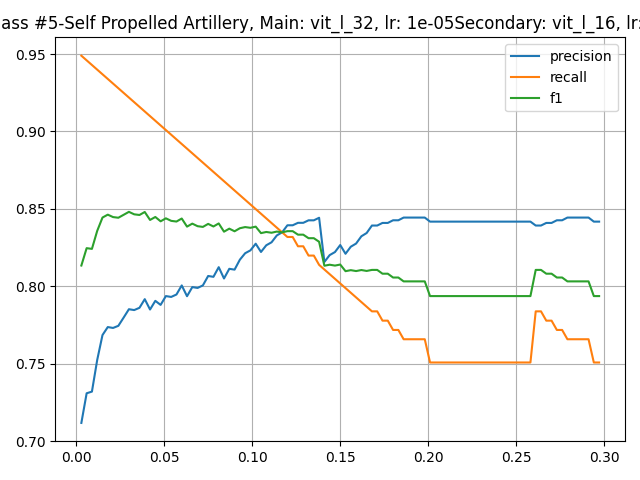 ass #5-Self Propelled Artillery, Main: vit_l_32, lr: 1e-05Secondary: vit_l_16, lr:
0.95
0.90
0.85
0.80
0.75
0.70
0.00 0.05 0.10 0.15 0.20 0.25 0.30
precision
recall
f1